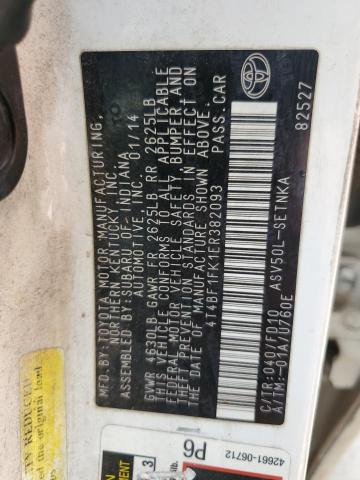 MFD. BY: TOYOTA MOTOR MANUFACTURING,
NORTHERN KENTUCKY, INC.
ASSEMBLED BY: SUBARU OF INDIANA
AUTOMOTIVE, INC. 01/14
GVWR 4630LB GAWR FR 2625LB RR 2625LB
THIS VEHICLE CONFORMS TO ALL APPLICABLE
FEDERAL MOTOR VEHICLE SAFETY, BUMPER, AND
THEFT PREVENTION STANDARDS IN EFFECT ON
THE DATE OF MANUFACTURE SHOWN ABOVE.
4T4BF1FK1ER382093 PASS. CAR
TOYOTA
C/TR:040/FD10 ASV50L-SETNKA
A/TM:-01A/U760E 82527
42661-06712
P6
3